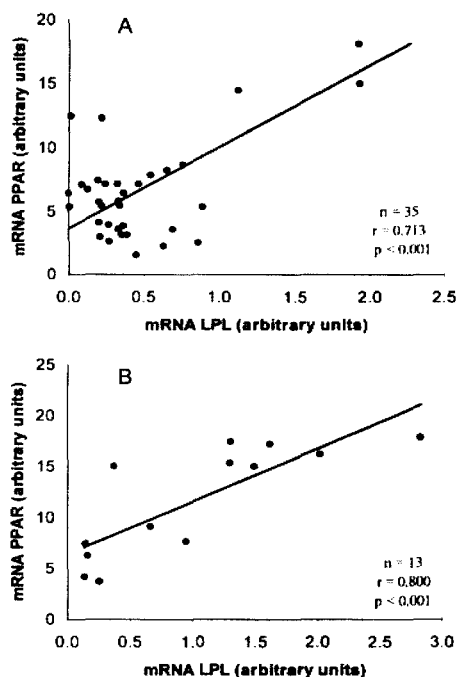 A
mRNA PPAR (arbitrary units)
20
15
10
5
0
n = 35
r = 0.713
p < 0.001
0.0 0.5 1.0 1.5 2.0 2.5
mRNA LPL (arbitrary units)
B
mRNA PPAR (arbitrary units)
25
20
15
10
5
0
n = 13
r = 0.800
p < 0.001
0.0 0.5 1.0 1.5 2.0 2.5 3.0
mRNA LPL (arbitrary units)